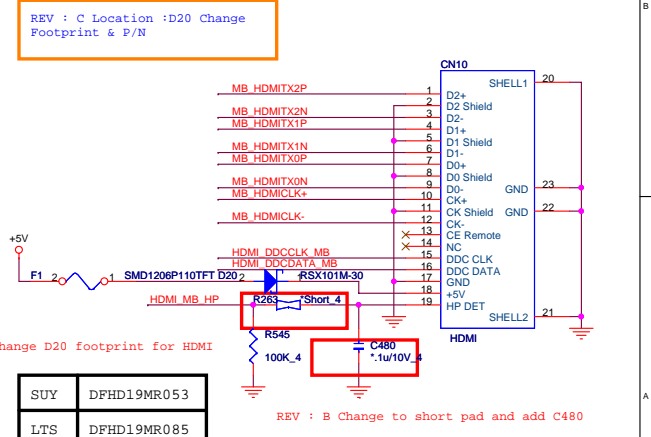 REV : C Location :D20 Change
Footprint & P/N
B
CN10
MB_HDMITX2P
MB_HDMITX2N
MB_HDMITX1P
MB_HDMITX1N
MB_HDMITX0P
MB_HDMITX0N
MB_HDMICLK+
MB_HDMICLK-
HDMI_DDCCLK_MB
HDMI_DDCDATA_MB
HDMI_MB_HP
1 D2+
2 D2 Shield
3 D2-
4 D1+
5 D1 Shield
6 D1-
7 D0+
8 D0 Shield
9 D0-
10 CK+
11 CK Shield
12 CK-
13 CE Remote
14 NC
15 DDC CLK
16 DDC DATA
17 GND
18 +5V
19 HP DET
SHELL1 20
GND 23
GND 22
SHELL2 21
HDMI
+5V
F1 2 1 SMD1206P110TFT D20 2 1 RSX101M-30
R263 *Short_4
R545
100K_4
C480
*.1u/10V_4
hange D20 footprint for HDMI
SUY DFHD19MR053
LTS DFHD19MR085
REV : B Change to short pad and add C480
A